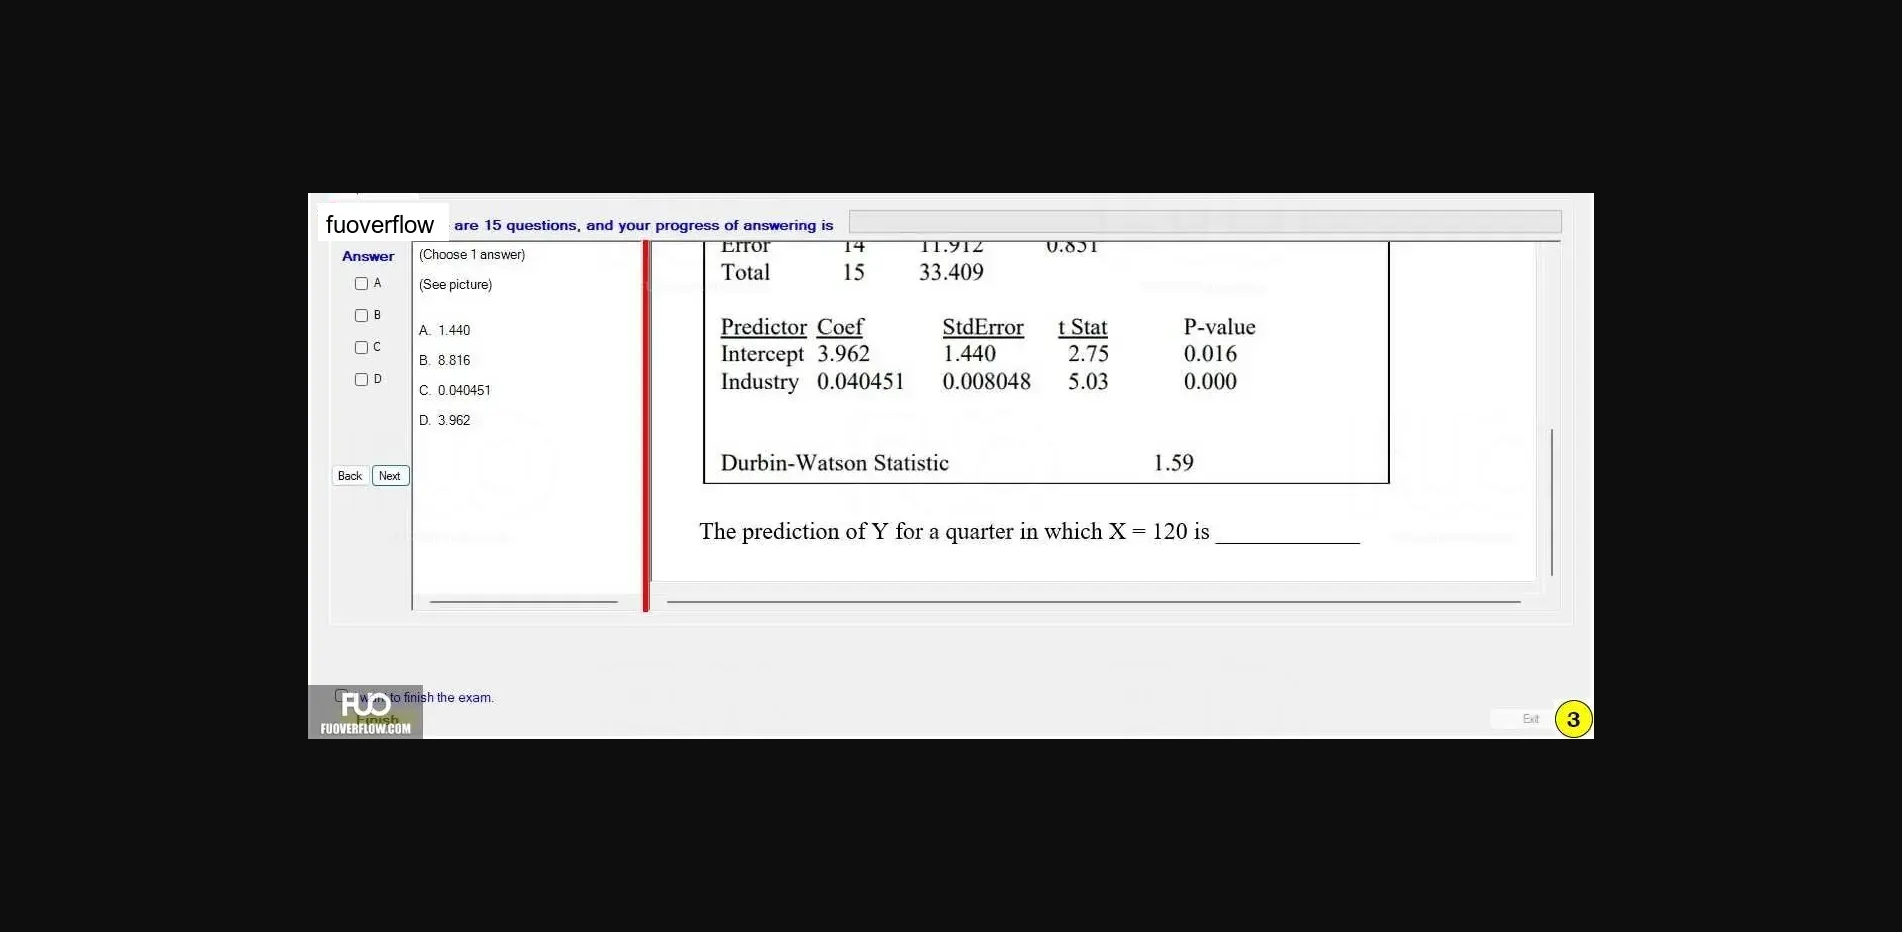 fuoverflow are 15 questions, and your progress of answering is
Answer
A
B
C
D
Back Next
(Choose 1 answer)
(See picture)
A. 1.440
B. 8.816
C. 0.040451
D. 3.962
Error 14 11.912 0.851
Total 15 33.409
Predictor Coef StdError t Stat P-value
Intercept 3.962 1.440 2.75 0.016
Industry 0.040451 0.008048 5.03 0.000
Durbin-Watson Statistic 1.59
The prediction of Y for a quarter in which X = 120 is ____________
I want to finish the exam.
Finish
FUO
FUOVERFLOW.COM
Exit
3